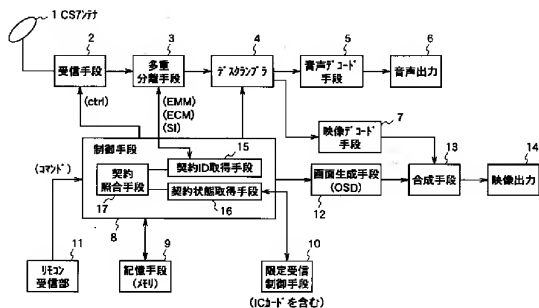 1 CSアンテナ
2
受信手段
3
多重
分離手段
4
デスクランブラ
5
音声デコード
手段
6
音声出力
(ctrl)
(EMM)
(ECM)
(SI)
7
映像デコード
手段
制御手段
15
契約ID取得手段
契約
照合手段
17
契約状態取得手段
16
8
(コマンド)
画面生成手段
(OSD)
12
13
合成手段
14
映像出力
11
リモコン
受信部
9
記憶手段
(メモリ)
10
限定受信
制御手段
(ICカードを含む)